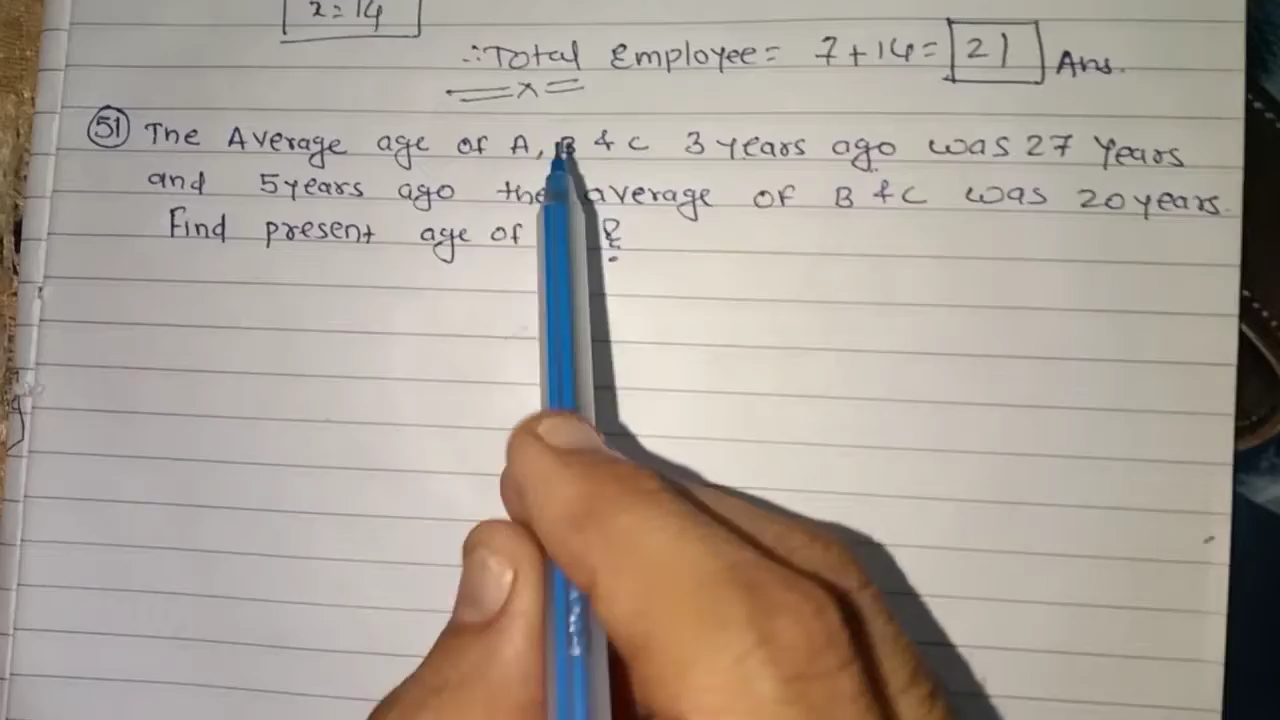 x=14
∴Total Employee = 7+14= 21 Ans.
==x==
51 The Average age of A, B & C 3 years ago was 27 Years
and 5 years ago the average of B & C was 20 years.
Find present age of ?